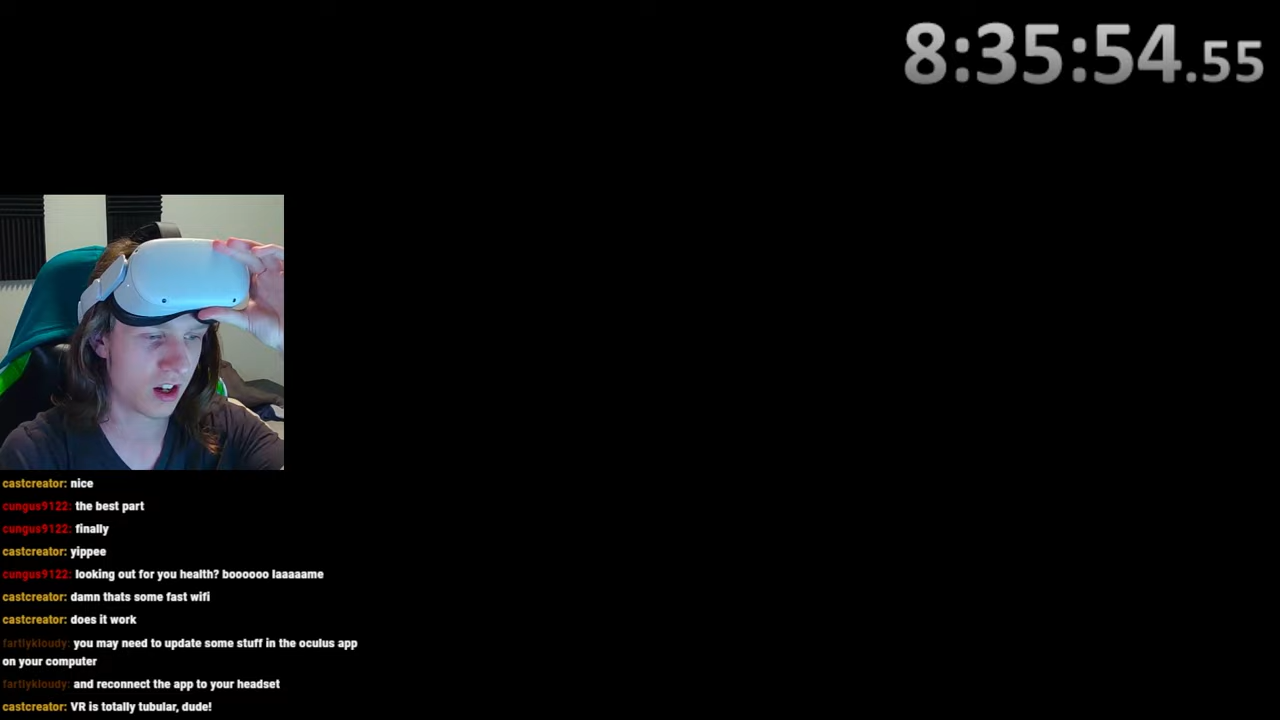 8:35:54.55
castcreator: nice
cungus9122: the best part
cungus9122: finally
castcreator: yippee
cungus9122: looking out for you health? boooooo laaaaame
castcreator: damn thats some fast wifi
castcreator: does it work
fartlykloudy: you may need to update some stuff in the oculus app
on your computer
fartlykloudy: and reconnect the app to your headset
castcreator: VR is totally tubular, dude!